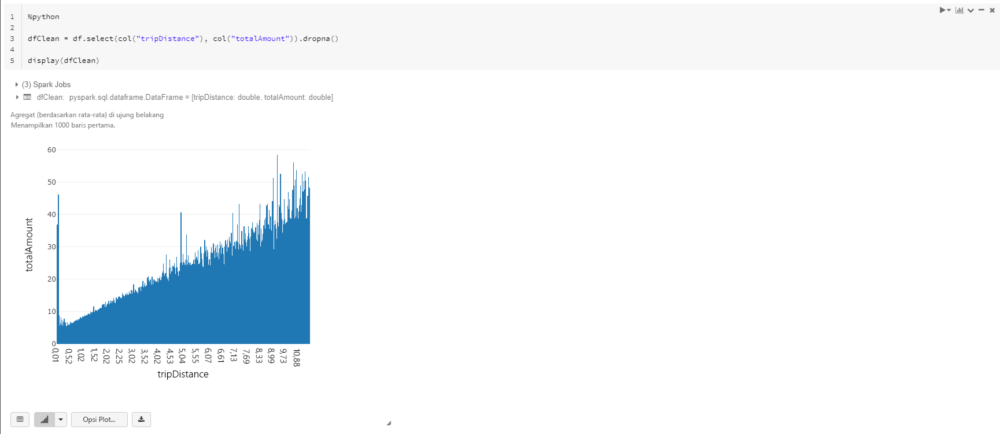 1 %python
2
3 dfClean = df.select(col("tripDistance"), col("totalAmount")).dropna()
4
5 display(dfClean)
(3) Spark Jobs
dfClean: pyspark.sql.dataframe.DataFrame = [tripDistance: double, totalAmount: double]
Agregat (berdasarkan rata-rata) di ujung belakang
Menampilkan 1000 baris pertama.
60
50
40
30
20
10
0
totalAmount
0,01 0,52 1,02 1,52 2,02 2,25 3,02 3,52 4,02 4,53 5,04 5,55 6,07 6,61 7,13 7,69 8,33 8,99 9,73 10,88
tripDistance
Opsi Plot...